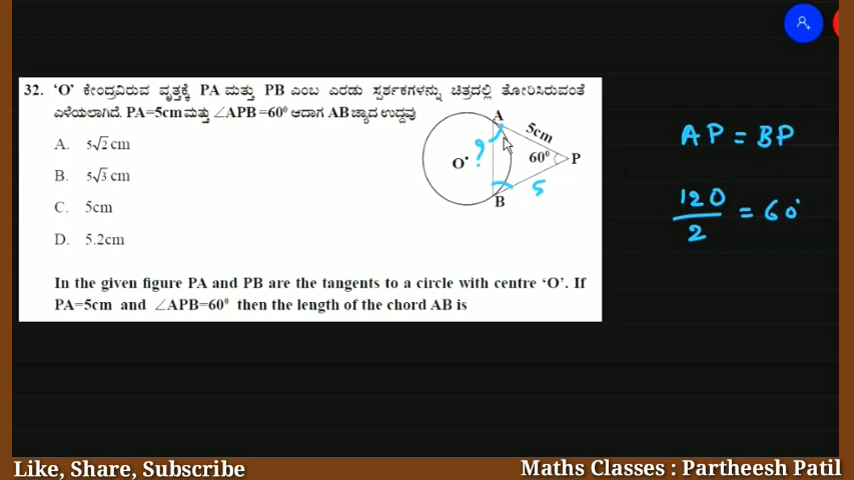 32. ‘O’ ಕೇಂದ್ರವಿರುವ ವೃತ್ತಕ್ಕೆ PA ಮತ್ತು PB ಎಂಬ ಎರಡು ಸ್ಪರ್ಶಕಗಳನ್ನು ಚಿತ್ರದಲ್ಲಿ ತೋರಿಸಿರುವಂತೆ
ಎಳೆಯಲಾಗಿದೆ. PA=5cm ಮತ್ತು ∠APB=60⁰ ಆದಾಗ AB ಜ್ಯಾದ ಉದ್ದವು
A. 5√2 cm
B. 5√3 cm
C. 5cm
D. 5.2cm
A
5cm
O
?
60⁰
P
5
B
In the given figure PA and PB are the tangents to a circle with centre ‘O’. If
PA=5cm and ∠APB=60⁰ then the length of the chord AB is
AP = BP
120/2 = 60°
Like, Share, Subscribe
Maths Classes : Partheesh Patil